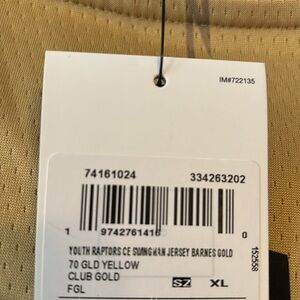 IM#722135
74161024 334263202
1 9742761416 0
152558
YOUTH RAPTORS CE SWINGMAN JERSEY BARNES GOLD
70 GLD YELLOW
CLUB GOLD
FGL SZ XL